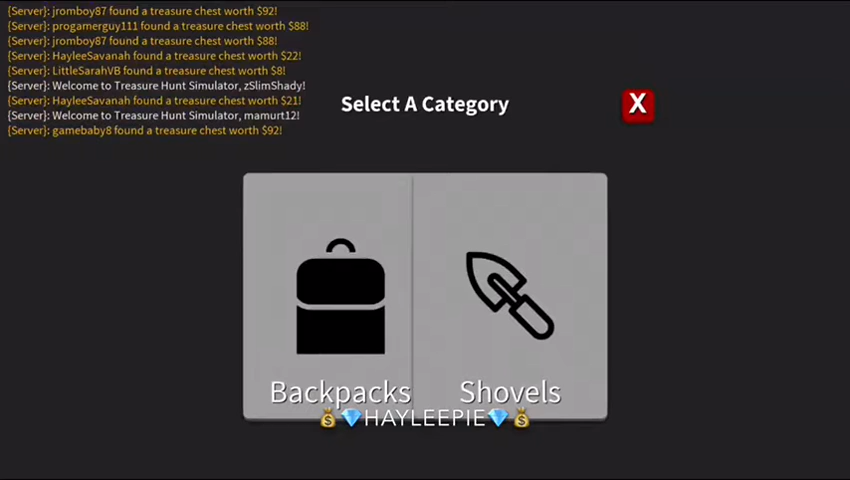 {Server}: jromboy87 found a treasure chest worth $92!
{Server}: progamerguy111 found a treasure chest worth $88!
{Server}: jromboy87 found a treasure chest worth $88!
{Server}: HayleeSavanah found a treasure chest worth $22!
{Server}: LittleSarahVB found a treasure chest worth $8!
{Server}: Welcome to Treasure Hunt Simulator, zSlimShady!
{Server}: HayleeSavanah found a treasure chest worth $21!
{Server}: Welcome to Treasure Hunt Simulator, mamurt12!
{Server}: gamebaby8 found a treasure chest worth $92!
Select A Category
X
Backpacks
Shovels
💰💎HAYLEEPIE💎💰